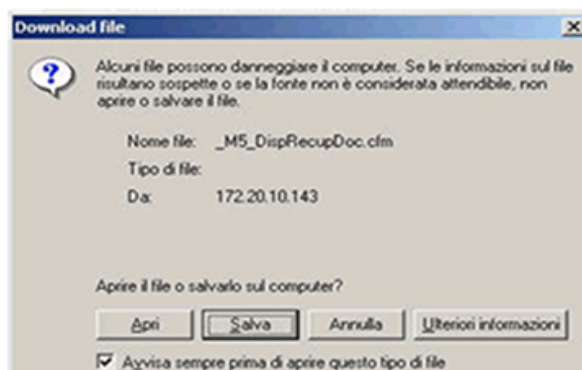 Download file
Alcuni file possono danneggiare il computer. Se le informazioni sul file
risultano sospette o se la fonte non è considerata attendibile, non
aprire o salvare il file.
Nome file: _M5_DispRecupDoc.cfm
Tipo di file:
Da: 172.20.10.143
Aprire il file o salvarlo sul computer?
Apri Salva Annulla Ulteriori informazioni
Avvisa sempre prima di aprire questo tipo di file